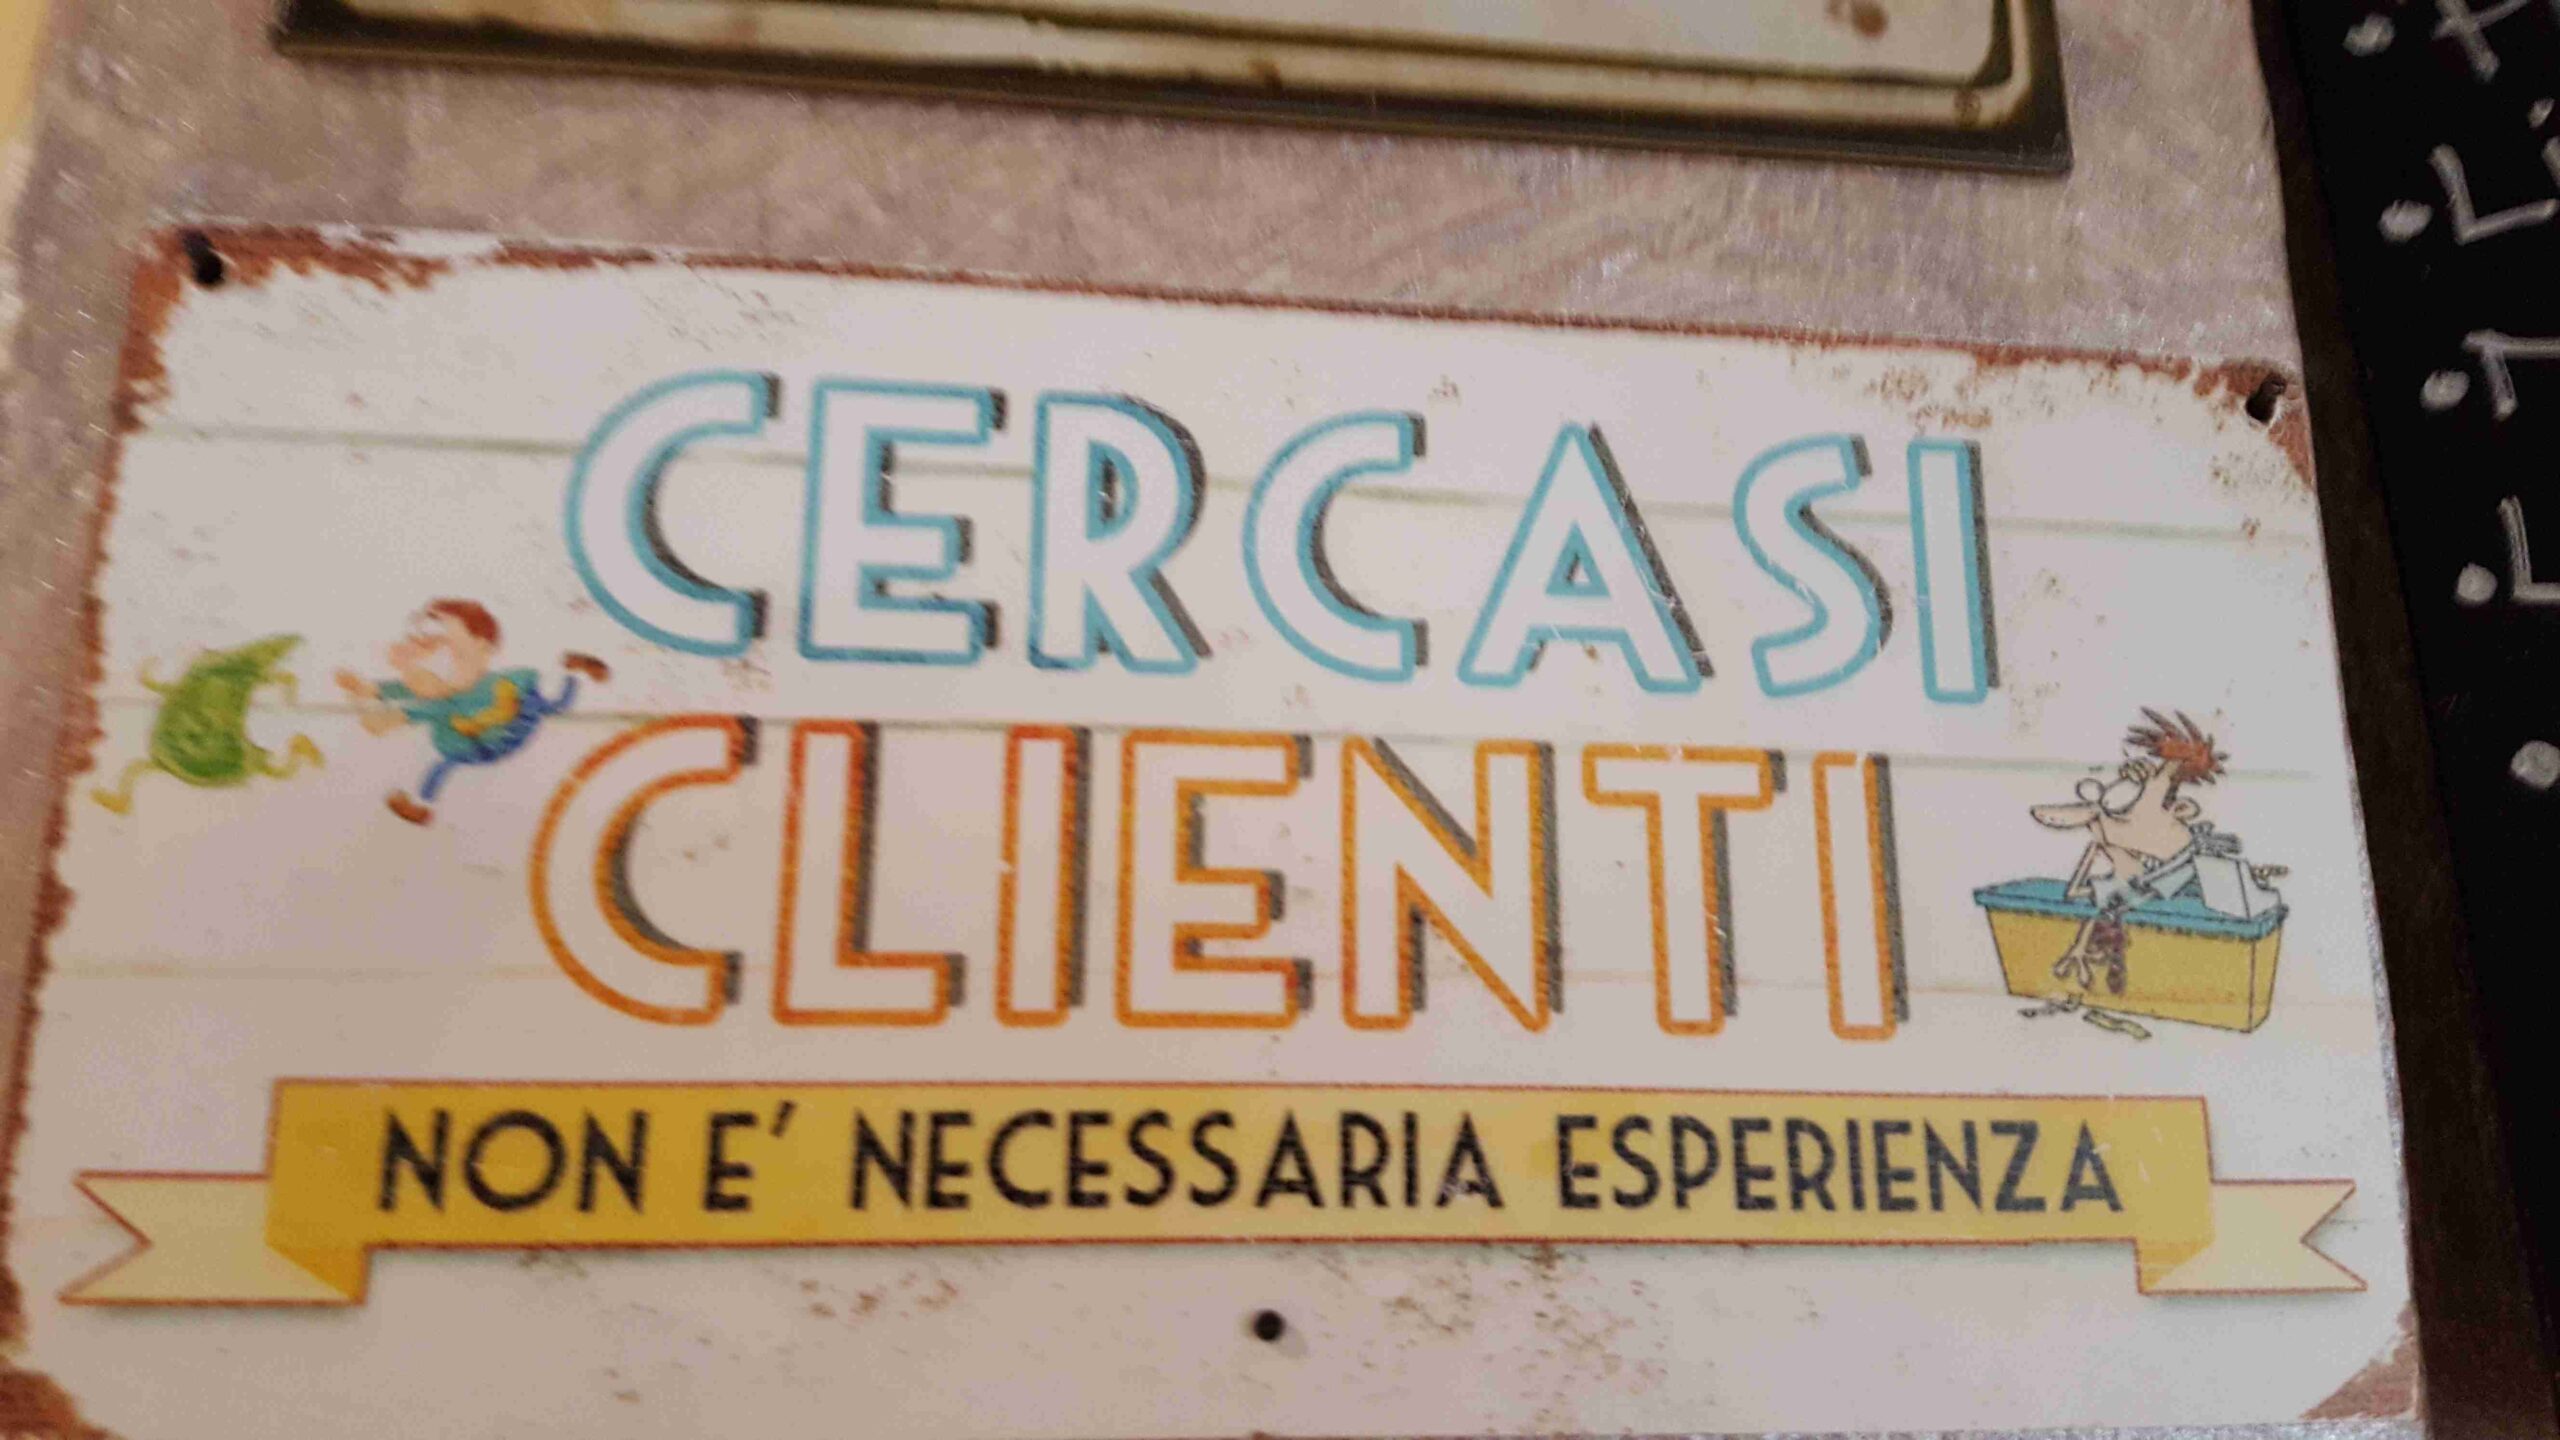 CERCASI
CLIENTI
NON E' NECESSARIA ESPERIENZA